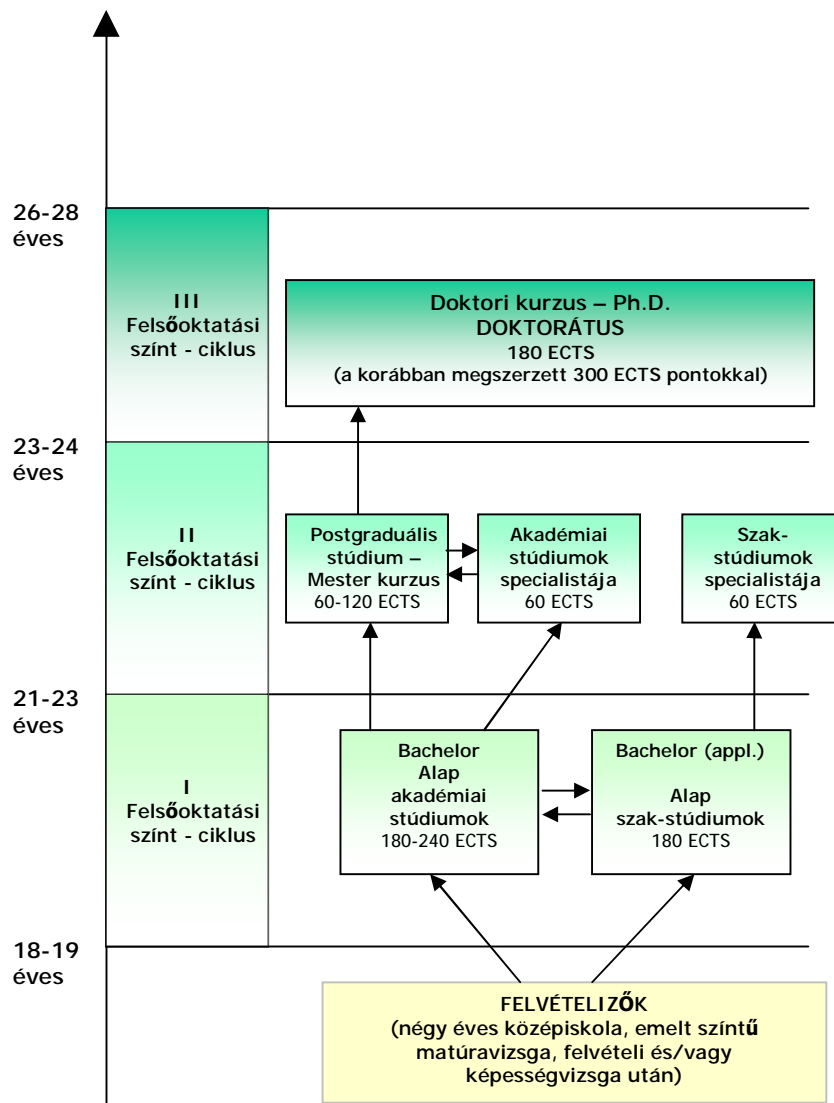 26-28
éves
III
Felsőoktatási
színt - ciklus
Doktori kurzus – Ph.D.
DOKTORÁTUS
180 ECTS
(a korábban megszerzett 300 ECTS pontokkal)
23-24
éves
II
Felsőoktatási
színt - ciklus
Postgraduális
stúdium –
Mester kurzus
60-120 ECTS
Akadémiai
stúdiumok
specialistája
60 ECTS
Szak-
stúdiumok
specialistája
60 ECTS
21-23
éves
I
Felsőoktatási
színt - ciklus
Bachelor
Alap
akadémiai
stúdiumok
180-240 ECTS
Bachelor (appl.)
Alap
szak-stúdiumok
180 ECTS
18-19
éves
FELVÉTELIZŐK
(négy éves középiskola, emelt színtű
matúravizsga, felvételi és/vagy
képességvizsga után)